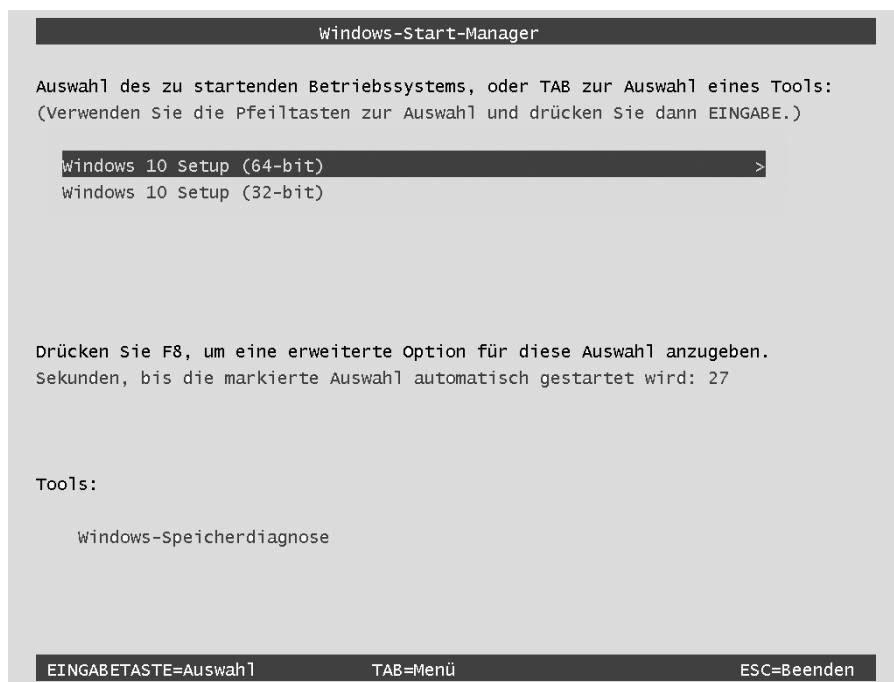 Windows-Start-Manager
Auswahl des zu startenden Betriebssystems, oder TAB zur Auswahl eines Tools:
(Verwenden Sie die Pfeiltasten zur Auswahl und drücken Sie dann EINGABE.)
Windows 10 Setup (64-bit) >
Windows 10 Setup (32-bit)
Drücken Sie F8, um eine erweiterte Option für diese Auswahl anzugeben.
Sekunden, bis die markierte Auswahl automatisch gestartet wird: 27
Tools:
Windows-Speicherdiagnose
EINGABETASTE=Auswahl TAB=Menü ESC=Beenden